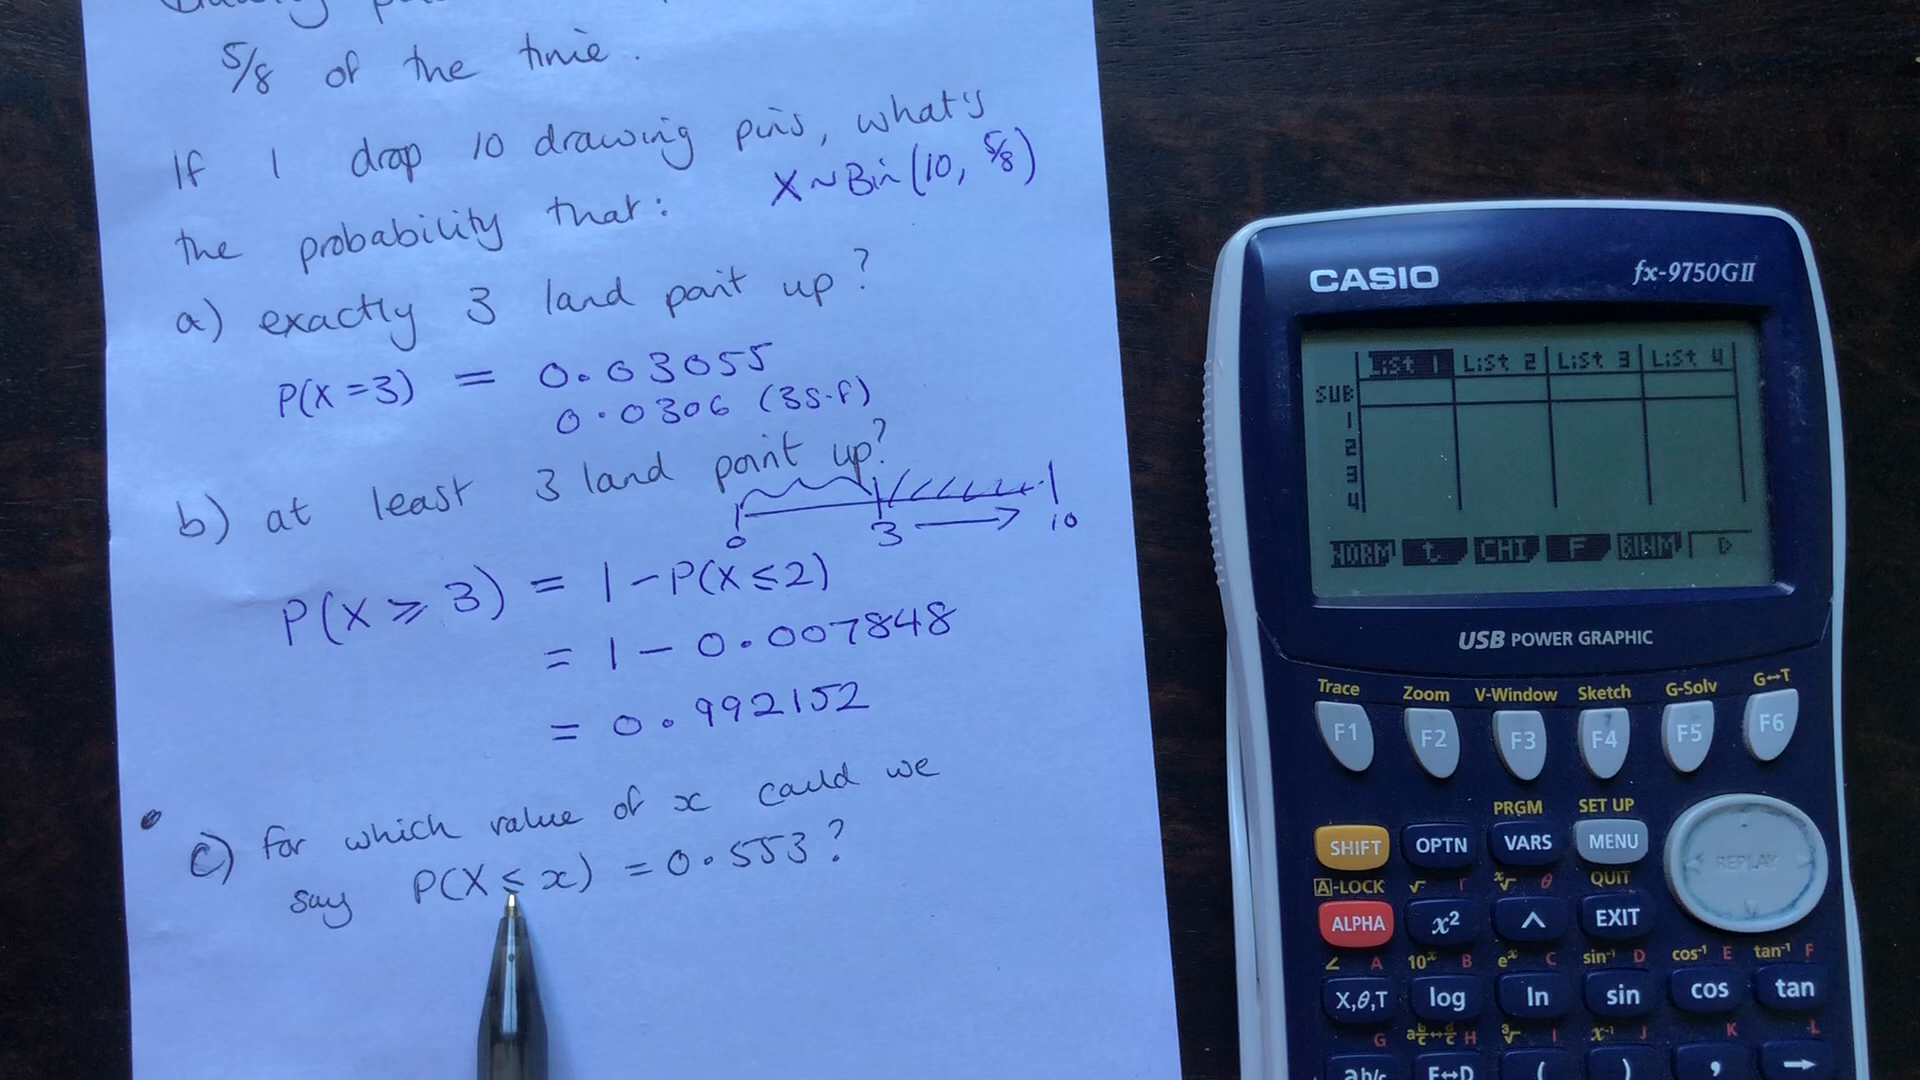 5/8 of the time.
If I drop 10 drawing pins, what's
the probability that:
X~Bin(10, 5/8)
a) exactly 3 land point up?
P(X=3) = 0.03055
0.0306 (3s.f)
b) at least 3 land point up?
0 3 → 10
P(X ⩾ 3) = 1-P(X≤2)
= 1 - 0.007848
= 0.992152
c) for which value of x could we
say P(X ≤ x) = 0.553?
CASIO fx-9750GII
List 1 List 2 List 3 List 4
SUB
1
2
3
4
NORM t CHI F BINM ▷
USB POWER GRAPHIC
Trace Zoom V-Window Sketch G-Solv G↔T
F1 F2 F3 F4 F5 F6
PRGM SET UP
SHIFT OPTN VARS MENU
REPLAY
A-LOCK √ r ˣ√ θ QUIT
ALPHA x² ^ EXIT
∠ A 10ˣ B eˣ C sin⁻¹ D cos⁻¹ E tan⁻¹ F
X,θ,T log ln sin cos tan
G H ³√ I x⁻¹ J K L
ab/c F↔D ( ) , →